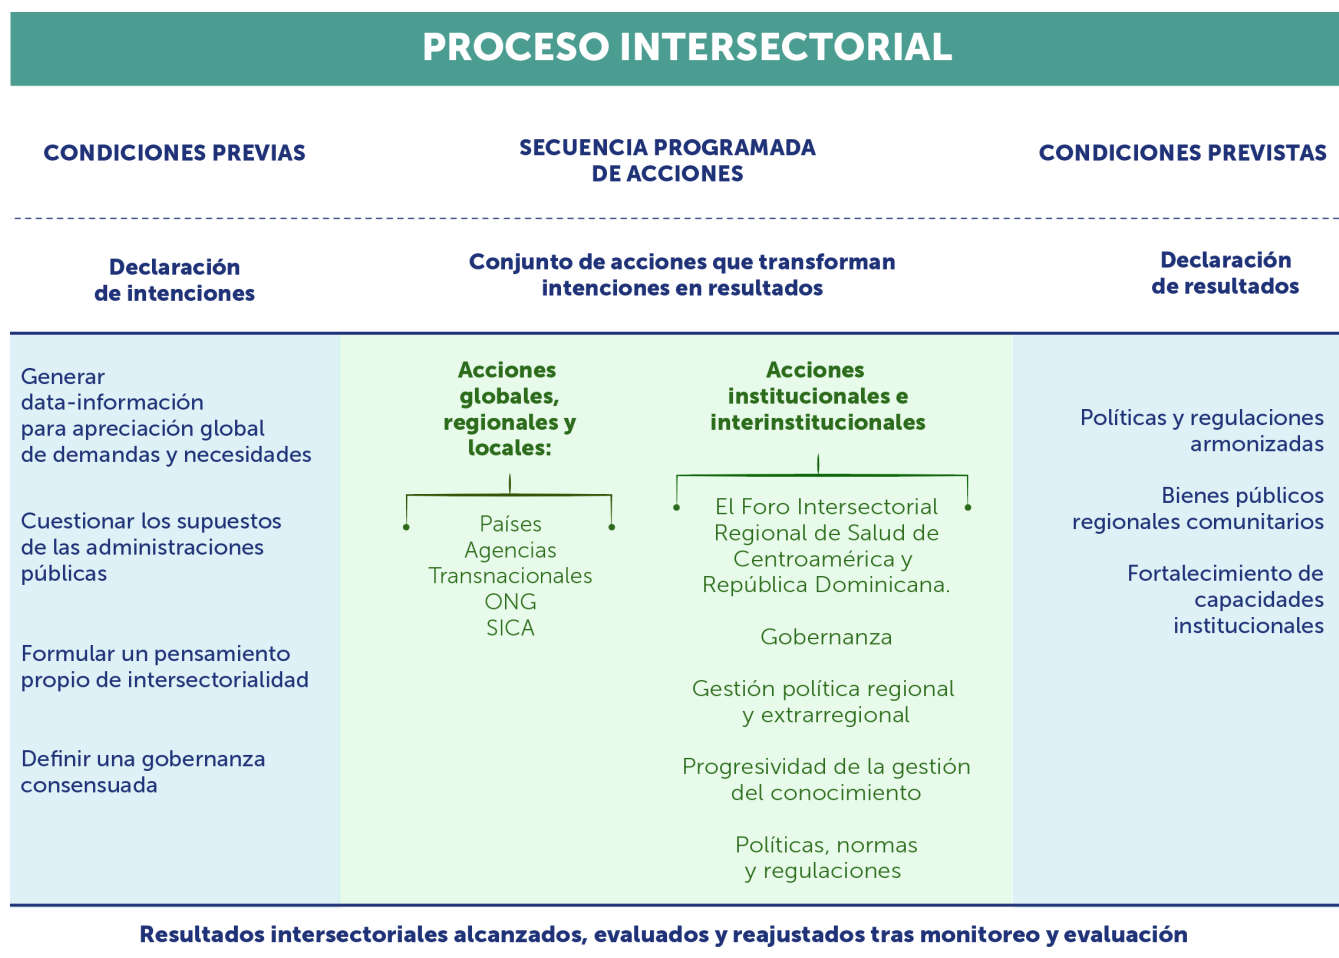 PROCESO INTERSECTORIAL
CONDICIONES PREVIAS
SECUENCIA PROGRAMADA
DE ACCIONES
CONDICIONES PREVISTAS
Declaración
de intenciones
Conjunto de acciones que transforman
intenciones en resultados
Declaración
de resultados
Generar
data-información
para apreciación global
de demandas y necesidades
Cuestionar los supuestos
de las administraciones
públicas
Formular un pensamiento
propio de intersectorialidad
Definir una gobernanza
consensuada
Acciones
globales,
regionales y
locales:
Países
Agencias
Transnacionales
ONG
SICA
Acciones
institucionales e
interinstitucionales
El Foro Intersectorial
Regional de Salud de
Centroamérica y
República Dominicana.
Gobernanza
Gestión política regional
y extrarregional
Progresividad de la gestión
del conocimiento
Políticas, normas
y regulaciones
Políticas y regulaciones
armonizadas
Bienes públicos
regionales comunitarios
Fortalecimiento de
capacidades
institucionales
Resultados intersectoriales alcanzados, evaluados y reajustados tras monitoreo y evaluación